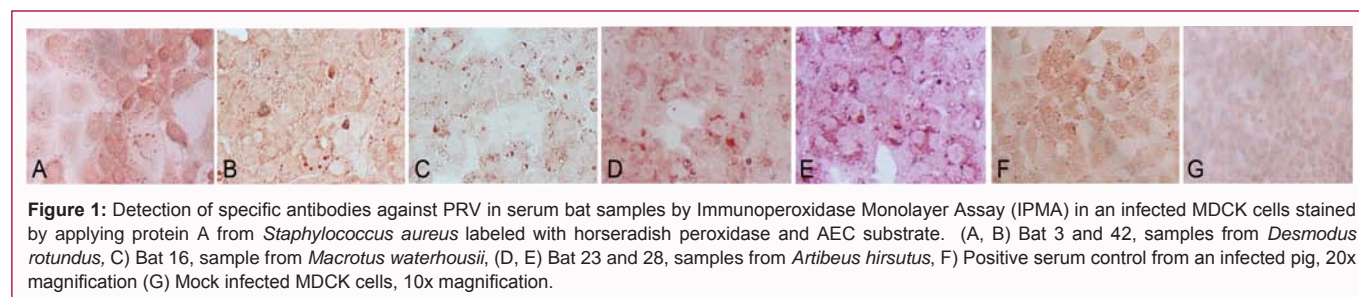 A B C D E F G
Figure 1: Detection of specific antibodies against PRV in serum bat samples by Immunoperoxidase Monolayer Assay (IPMA) in an infected MDCK cells stained
by applying protein A from Staphylococcus aureus labeled with horseradish peroxidase and AEC substrate. (A, B) Bat 3 and 42, samples from Desmodus
rotundus, C) Bat 16, sample from Macrotus waterhousii, (D, E) Bat 23 and 28, samples from Artibeus hirsutus, F) Positive serum control from an infected pig, 20x
magnification (G) Mock infected MDCK cells, 10x magnification.